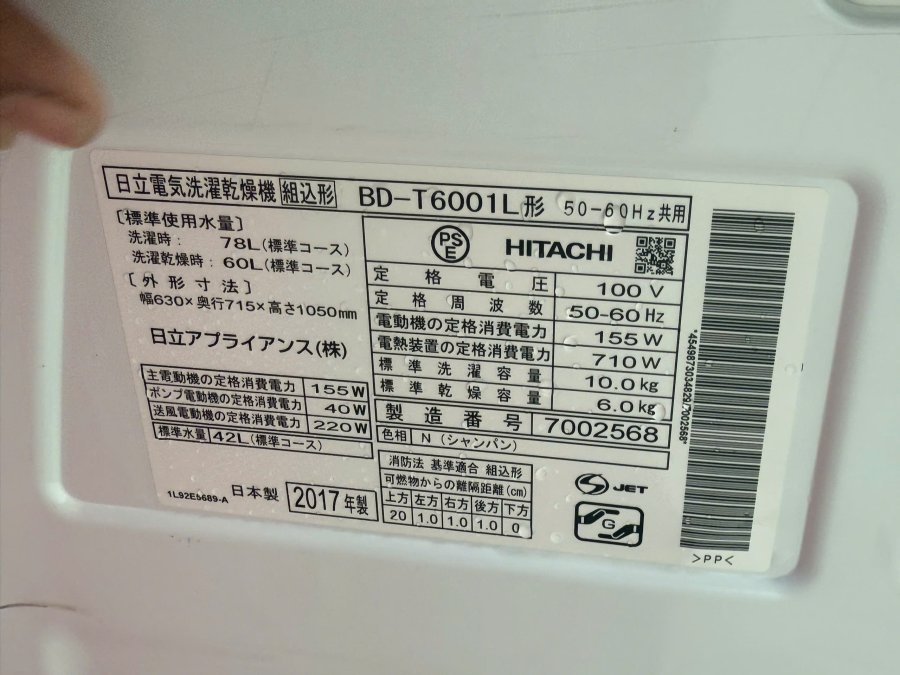 日立電気洗濯乾燥機 組込形 BD-T6001L形 50-60Hz共用
[標準使用水量]
洗濯時: 78L(標準コース)
洗濯乾燥時: 60L(標準コース)
[外形寸法]
幅630×奥行715×高さ1050mm
日立アプライアンス(株)
主電動機の定格消費電力 155W
ポンプ電動機の定格消費電力 40W
送風電動機の定格消費電力 220W
標準水量 42L(標準コース)
1L92E5689-A 日本製 2017年製
PSE HITACHI
定格電圧 100V
定格周波数 50-60Hz
電動機の定格消費電力 155W
電熱装置の定格消費電力 710W
標準洗濯容量 10.0kg
標準乾燥容量 6.0kg
製造番号 7002568
色相 N(シャンパン)
消防法 基準適合 組込形
可燃物からの離隔距離(cm)
上方 左方 右方 後方 下方
20 1.0 1.0 1.0 0
S JET
G
*4549873034829/7002568*
>PP<